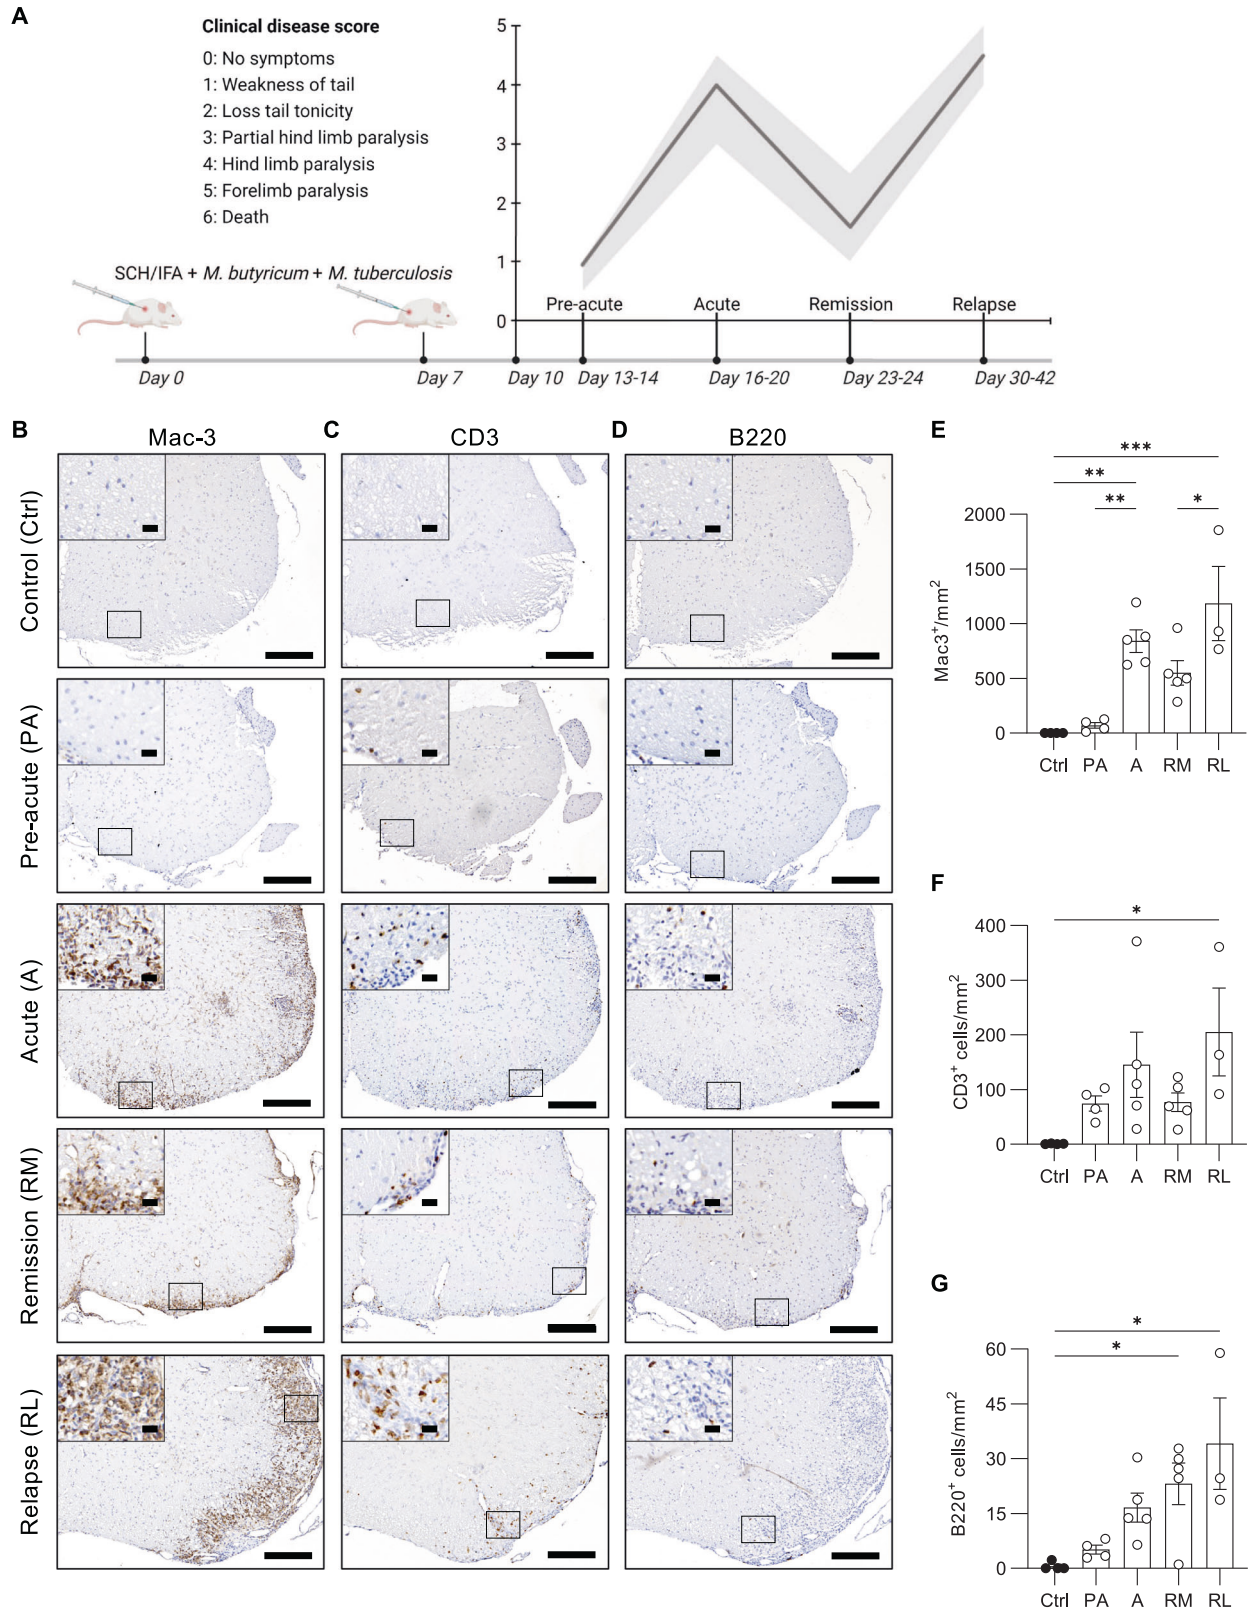 A
Clinical disease score
0: No symptoms
1: Weakness of tail
2: Loss tail tonicity
3: Partial hind limb paralysis
4: Hind limb paralysis
5: Forelimb paralysis
6: Death
SCH/IFA + M. butyricum + M. tuberculosis
5
4
3
2
1
0
Pre-acute
Acute
Remission
Relapse
Day 0
Day 7
Day 10
Day 13-14
Day 16-20
Day 23-24
Day 30-42
B
Mac-3
C
CD3
D
B220
Control (Ctrl)
Pre-acute (PA)
Acute (A)
Remission (RM)
Relapse (RL)
E
***
**
**
*
Mac3+/mm2
2000
1500
1000
500
0
Ctrl PA A RM RL
F
*
CD3+ cells/mm2
400
300
200
100
0
Ctrl PA A RM RL
G
*
*
B220+ cells/mm2
60
45
30
15
0
Ctrl PA A RM RL